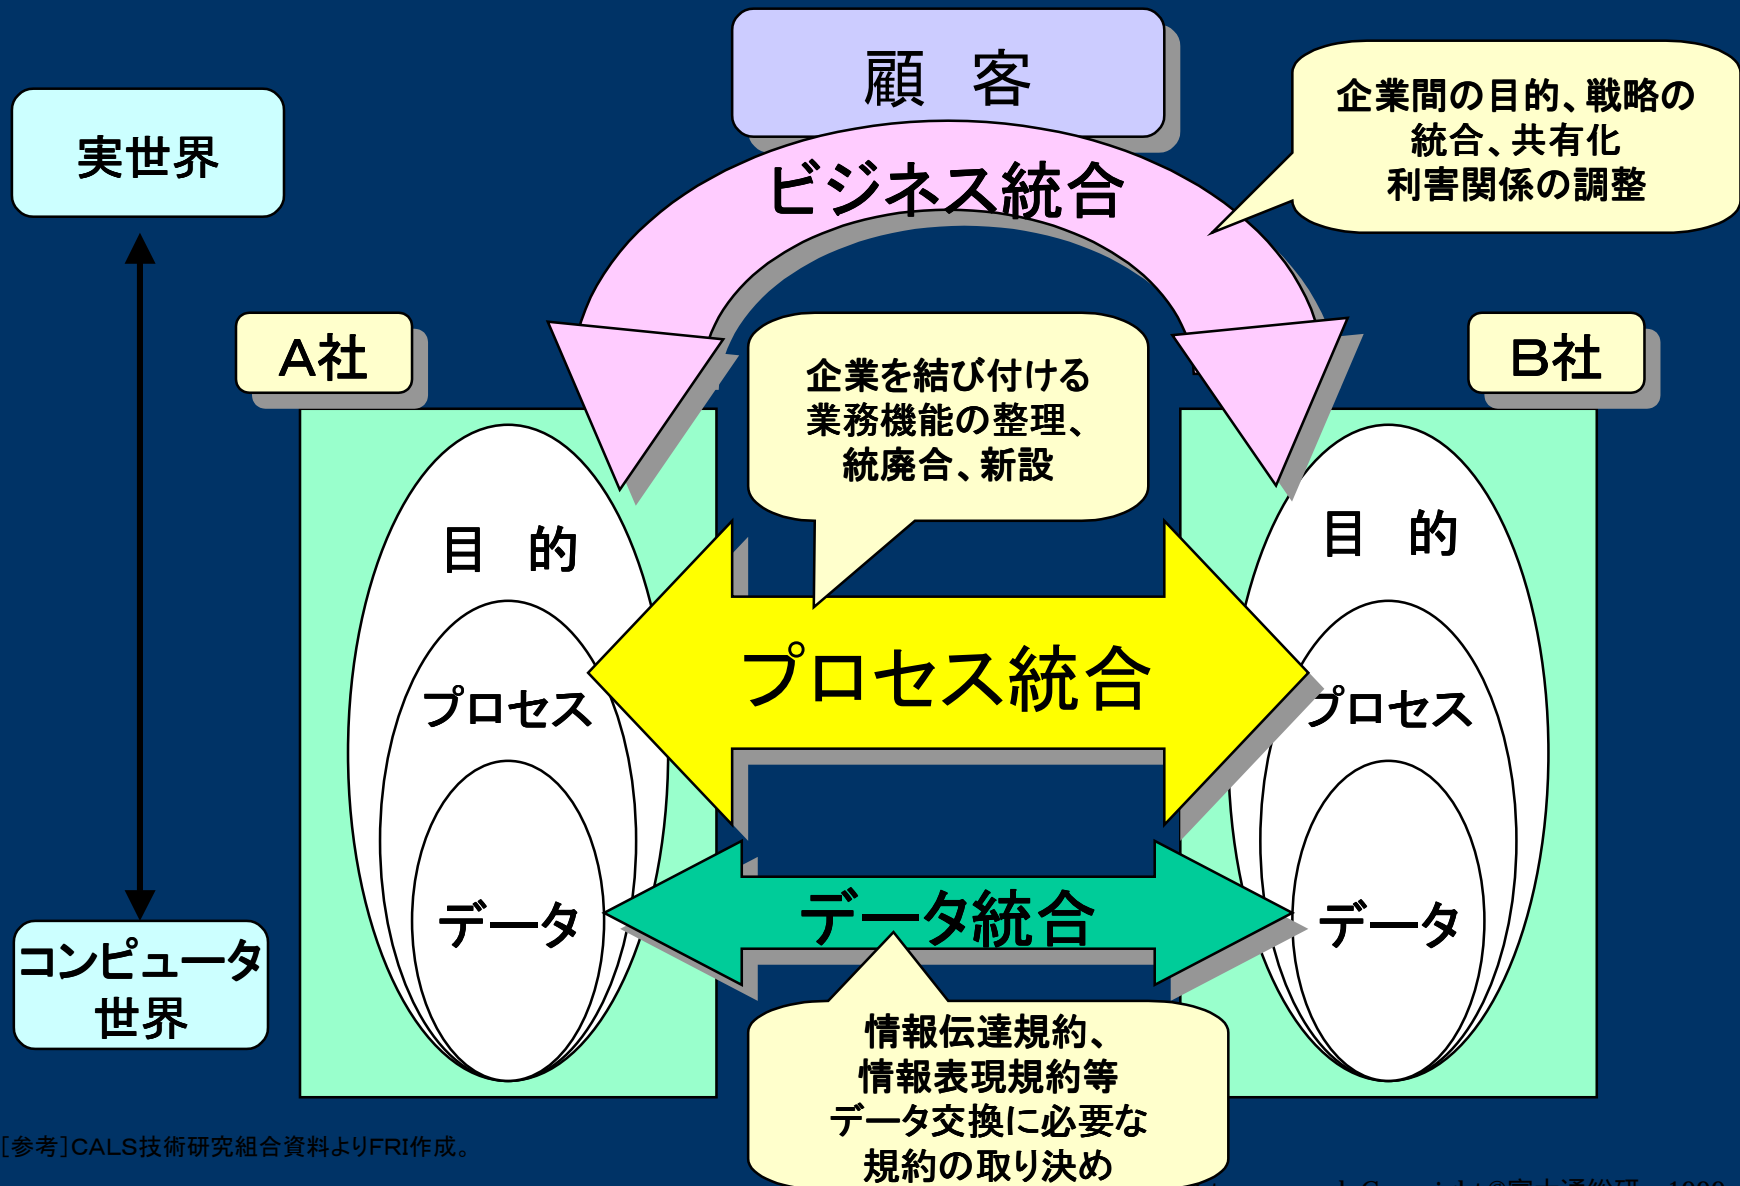 顧　客
企業間の目的、戦略の
統合、共有化
利害関係の調整
実世界
ビジネス統合
A社
B社
企業を結び付ける
業務機能の整理、
統廃合、新設
目　的
目　的
プロセス
プロセス統合
プロセス
データ
データ統合
データ
コンピュータ
世界
情報伝達規約、
情報表現規約等
データ交換に必要な
規約の取り決め
[参考]CALS技術研究組合資料よりFRI作成。